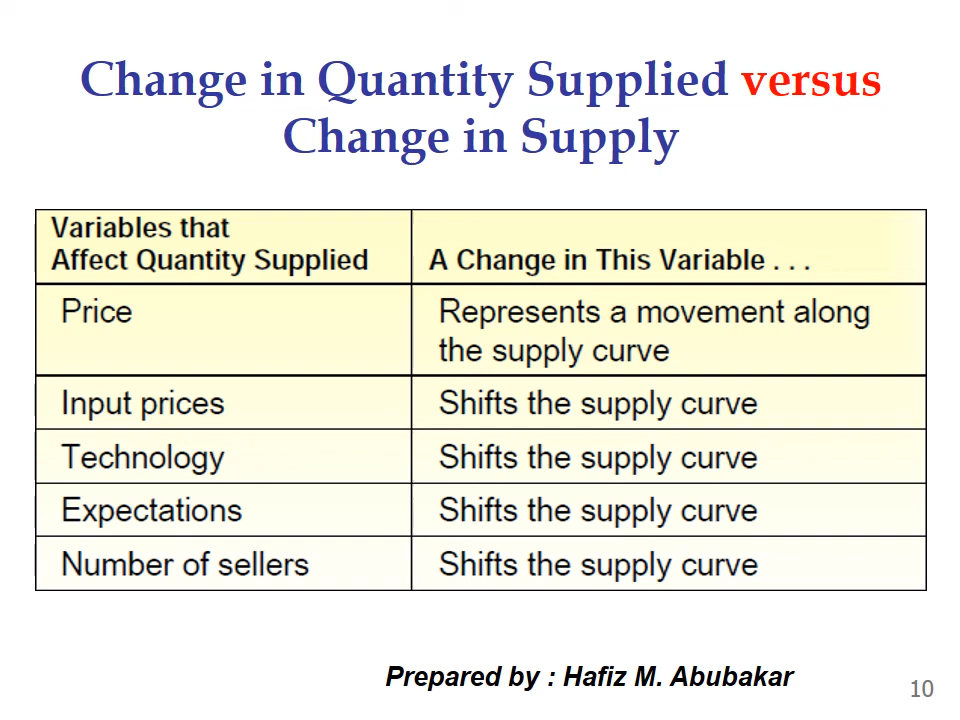 Change in Quantity Supplied versus
Change in Supply
Variables that
Affect Quantity Supplied
A Change in This Variable . . .
Price
Represents a movement along
the supply curve
Input prices
Shifts the supply curve
Technology
Shifts the supply curve
Expectations
Shifts the supply curve
Number of sellers
Shifts the supply curve
Prepared by : Hafiz M. Abubakar
10